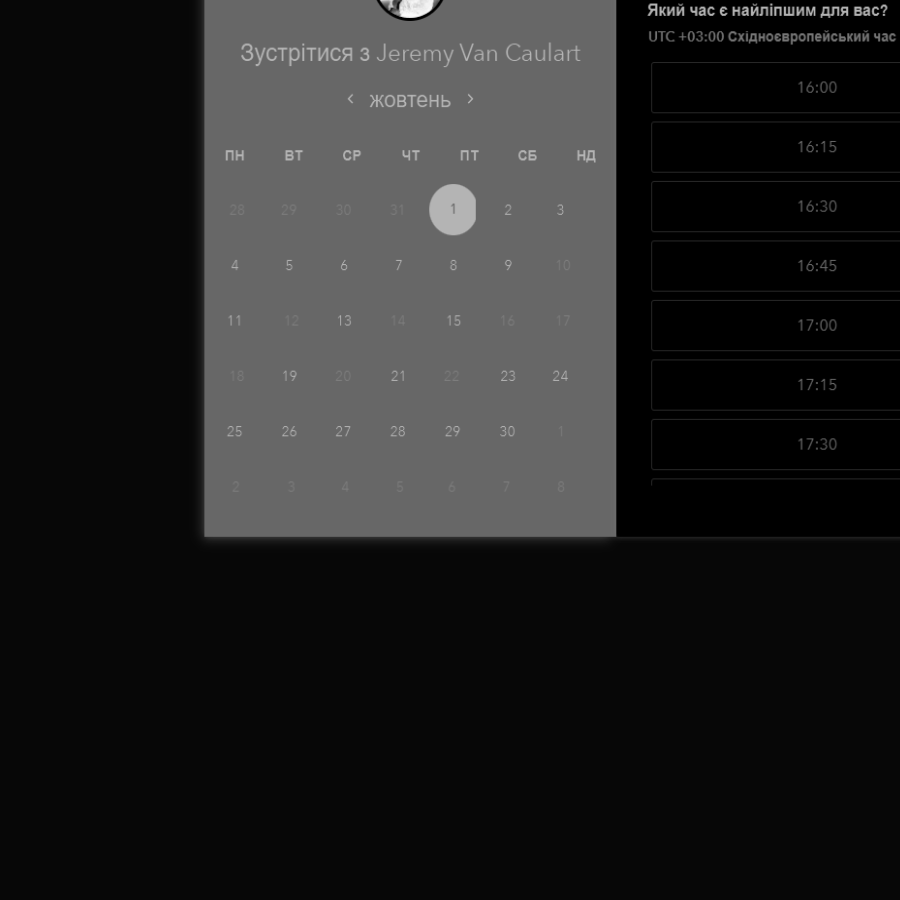 Зустрітися з Jeremy Van Caulart
жовтень
ПН ВТ СР ЧТ ПТ СБ НД
28 29 30 31 1 2 3
4 5 6 7 8 9 10
11 12 13 14 15 16 17
18 19 20 21 22 23 24
25 26 27 28 29 30 1
2 3 4 5 6 7 8
Який час є найліпшим для вас?
UTC +03:00 Східноєвропейський час
16:00
16:15
16:30
16:45
17:00
17:15
17:30